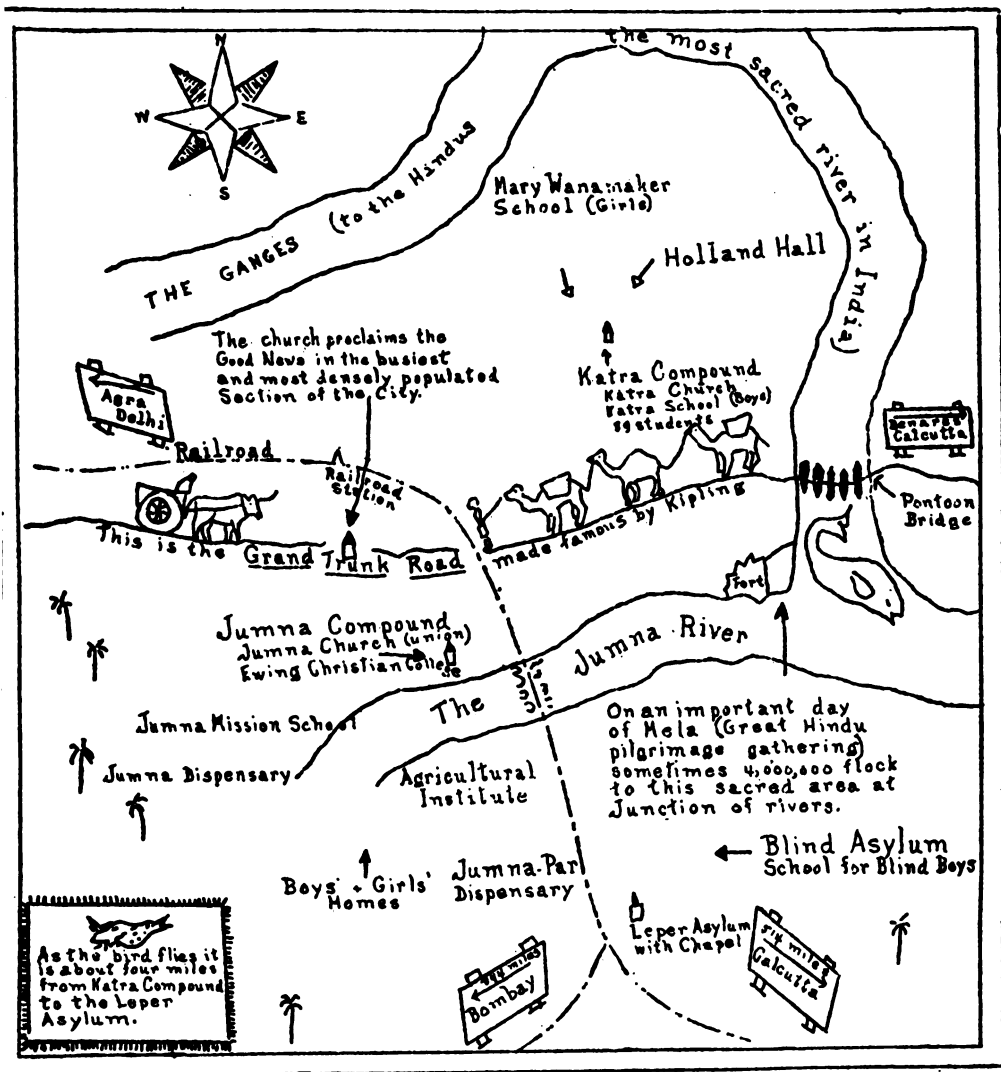 N
W
E
S
THE GANGES (to the Hindus
the most sacred river in India)
Mary Wanamaker
School (Girls)
Holland Hall
The church proclaims the
Good News in the busiest
and most densely populated
Section of the City.
Katra Compound
Katra Church
Katra School (Boys)
89 students
Agra
Delhi
Benares
Calcutta
Railroad
Railroad
Station
Pontoon
Bridge
This is the Grand Trunk Road made famous by Kipling
Fort
Jumna Compound
Jumna Church (union)
Ewing Christian College
The Jumna River
Jumna Mission School
Jumna Dispensary
Agricultural
Institute
On an important day
of Mela (Great Hindu
pilgrimage gathering)
sometimes 4,000,000 flock
to this sacred area at
Junction of rivers.
Blind Asylum
School for Blind Boys
Boys' + Girls'
Homes
Jumna-Par
Dispensary
Leper Asylum
with Chapel
As the bird flies it
is about four miles
from Katra Compound
to the Leper
Asylum.
miles
Bombay
514 miles
Calcutta